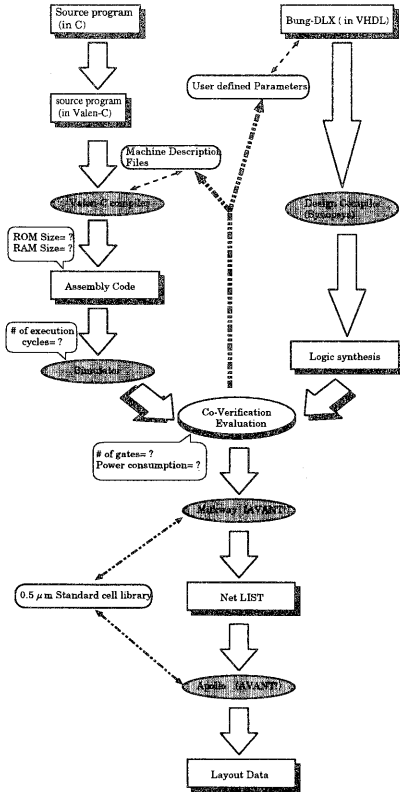 Source program
(in C)
Bung-DLX ( in VHDL)
source program
(in Valen-C)
User defined Parameters
Machine Description
Files
Valen-C compiler
Design Compiler
(Synopsys)
ROM Size= ?
RAM Size= ?
Assembly Code
# of execution
cycles= ?
Simulator
Logic synthesis
Co-Verification
Evaluation
# of gates= ?
Power consumption= ?
Milkyway (AVANT!)
0.5 μm Standard cell library
Net LIST
Apollo (AVANT!)
Layout Data